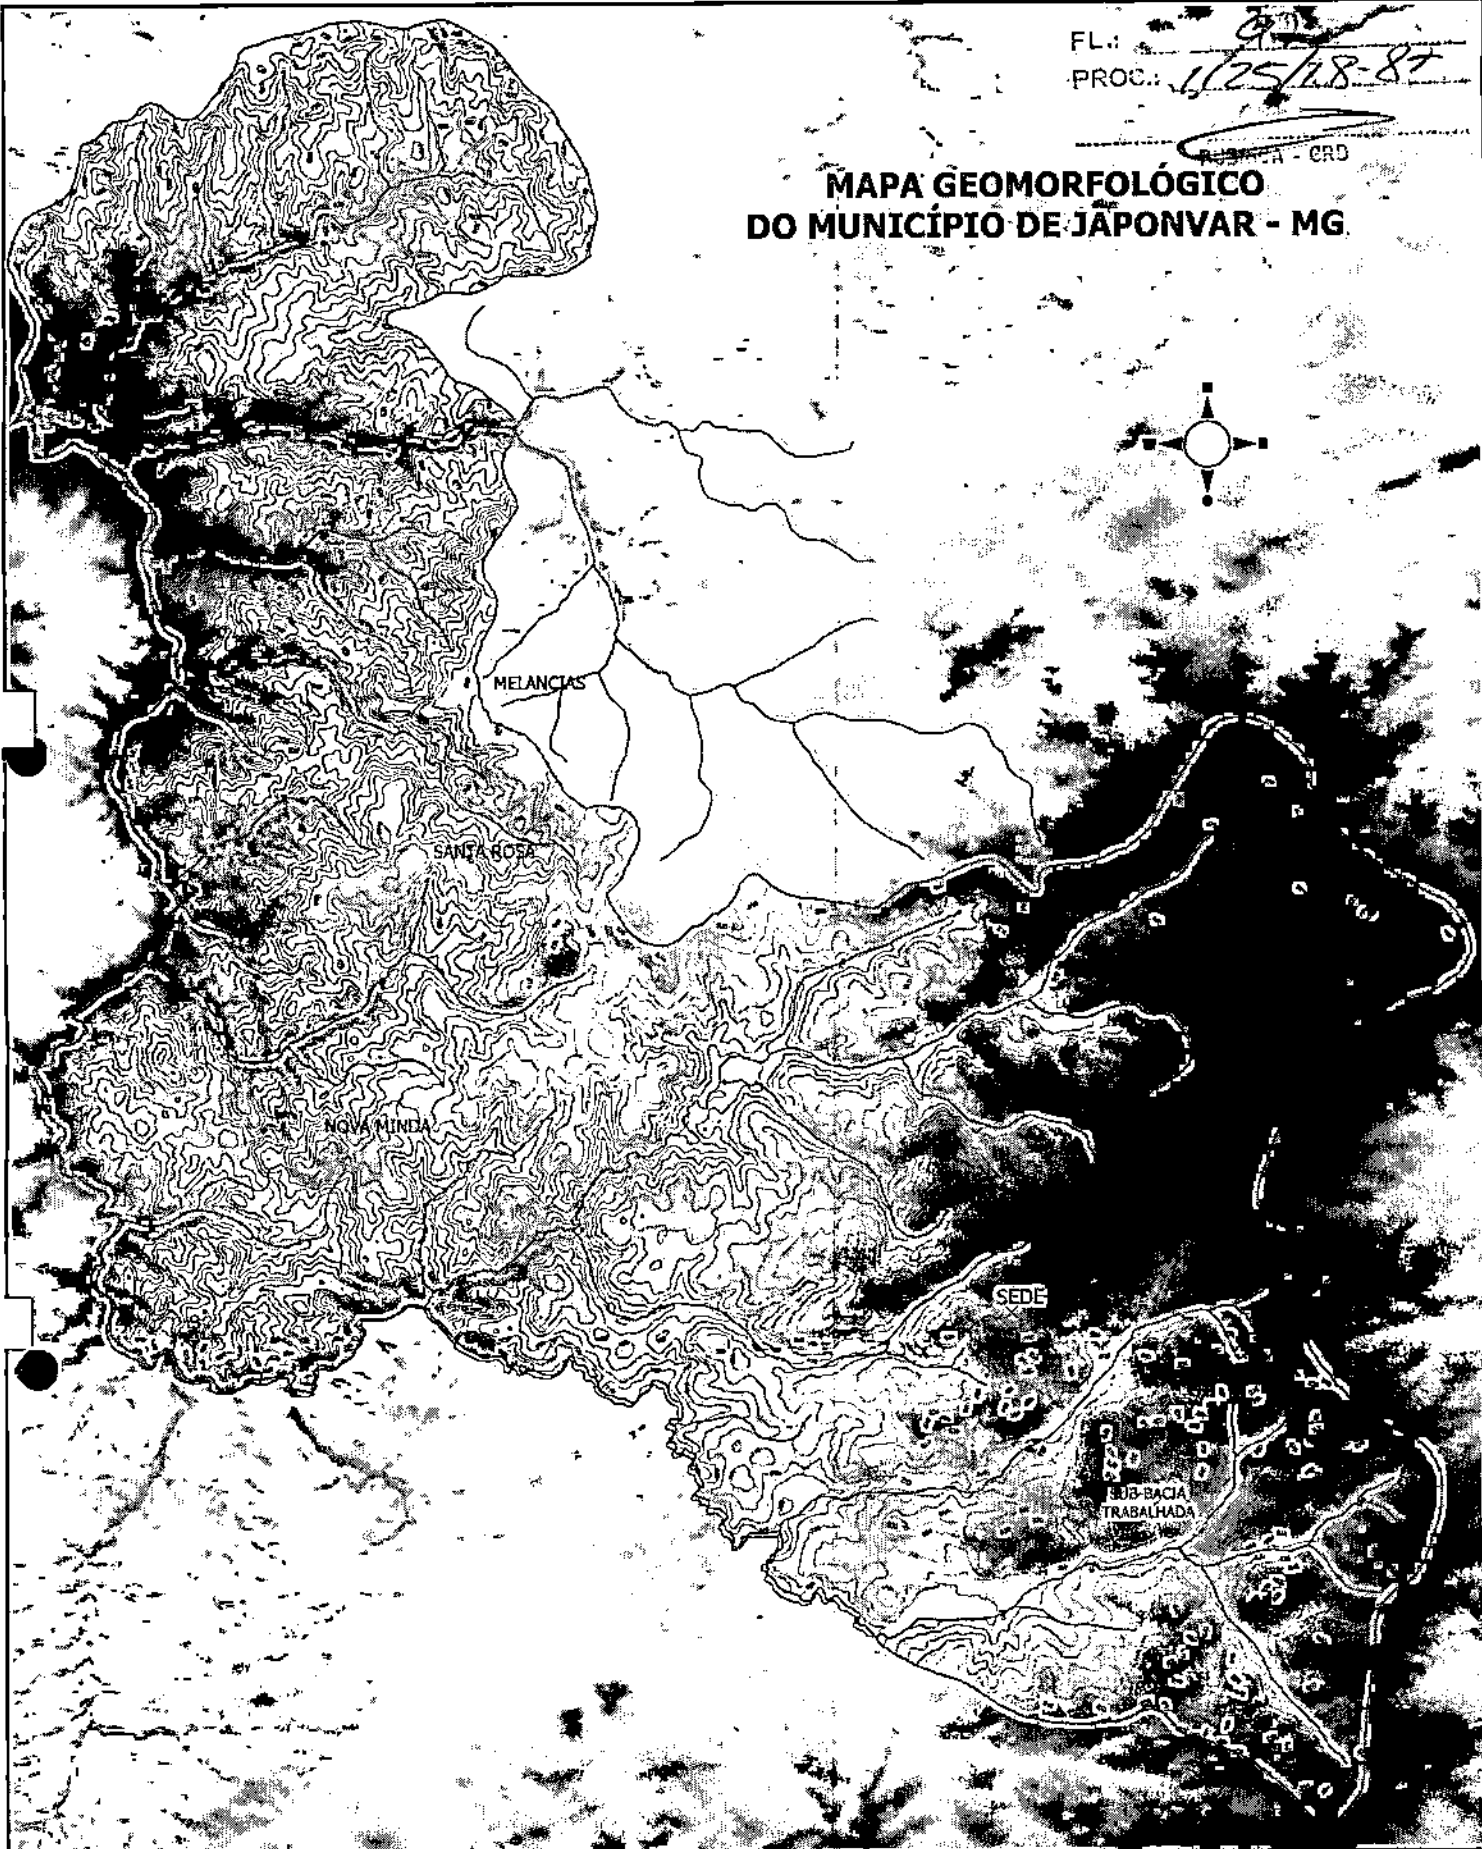 FL.:
PROC.:
MAPA GEOMORFOLÓGICO
DO MUNICÍPIO DE JAPONVAR - MG
MELANCIAS
SANTA ROSA
NOVA MINDA
SEDE
SUB-BACIA
TRABALHADA